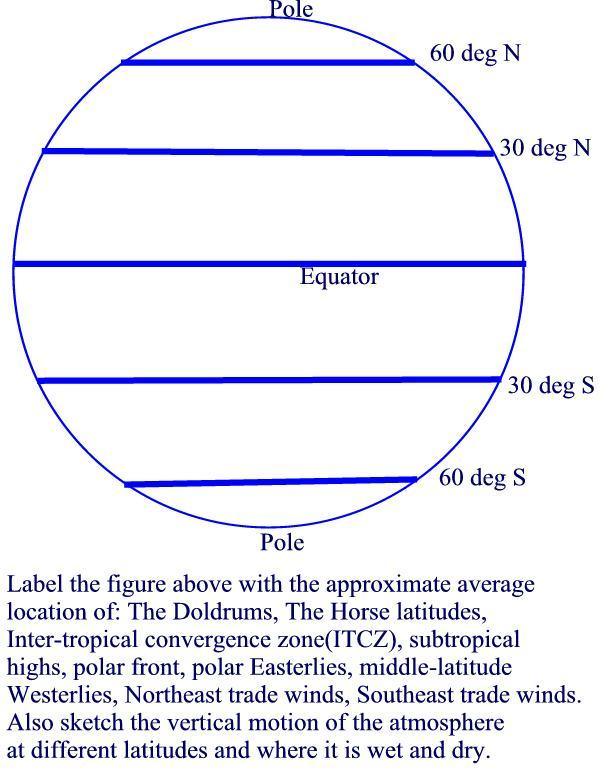 Pole
60 deg N
30 deg N
Equator
30 deg S
60 deg S
Pole
Label the figure above with the approximate average
location of: The Doldrums, The Horse latitudes,
Inter-tropical convergence zone(ITCZ), subtropical
highs, polar front, polar Easterlies, middle-latitude
Westerlies, Northeast trade winds, Southeast trade winds.
Also sketch the vertical motion of the atmosphere
at different latitudes and where it is wet and dry.